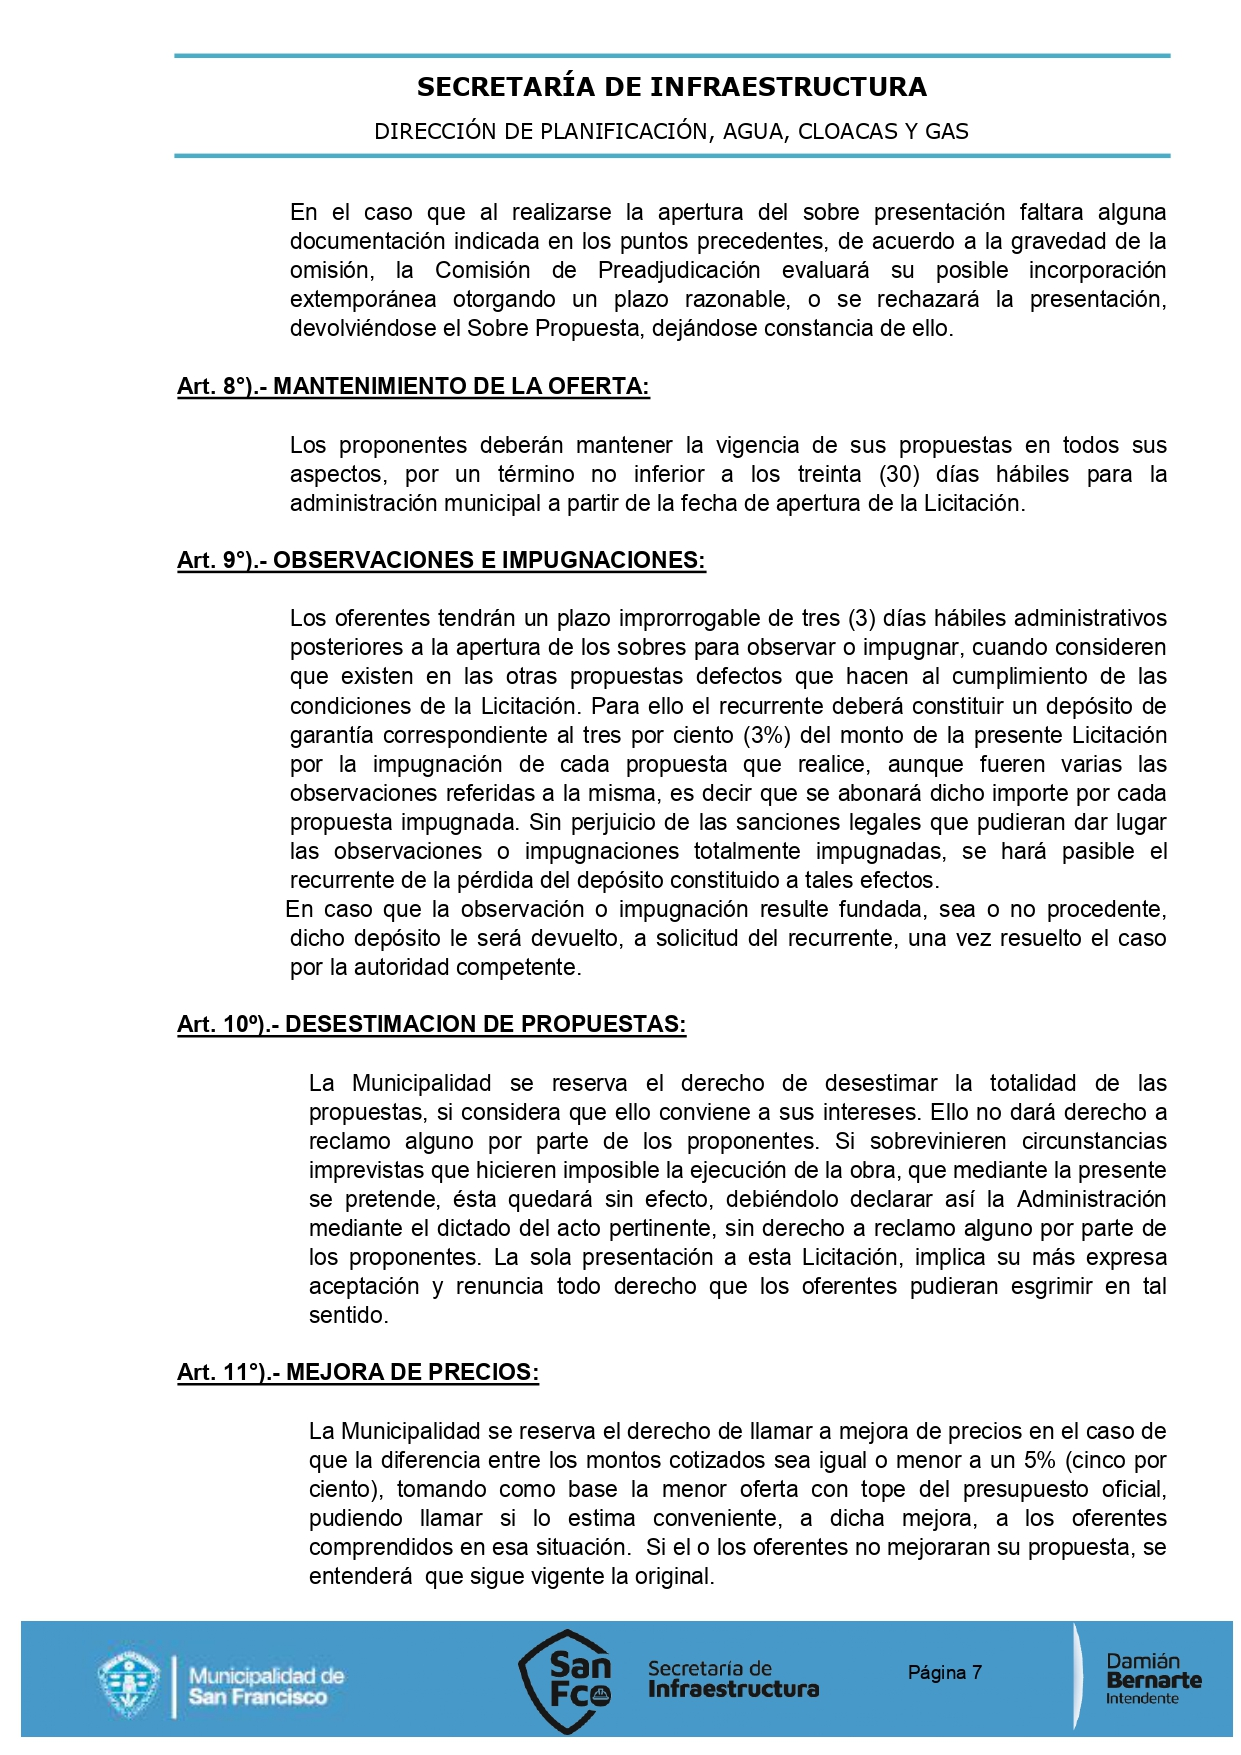 SECRETARÍA DE INFRAESTRUCTURA
DIRECCIÓN DE PLANIFICACIÓN, AGUA, CLOACAS Y GAS
En el caso que al realizarse la apertura del sobre presentación faltara alguna
documentación indicada en los puntos precedentes, de acuerdo a la gravedad de la
omisión, la Comisión de Preadjudicación evaluará su posible incorporación
extemporánea otorgando un plazo razonable, o se rechazará la presentación,
devolviéndose el Sobre Propuesta, dejándose constancia de ello.
Art. 8°).- MANTENIMIENTO DE LA OFERTA:
Los proponentes deberán mantener la vigencia de sus propuestas en todos sus
aspectos, por un término no inferior a los treinta (30) días hábiles para la
administración municipal a partir de la fecha de apertura de la Licitación.
Art. 9°).- OBSERVACIONES E IMPUGNACIONES:
Los oferentes tendrán un plazo improrrogable de tres (3) días hábiles administrativos
posteriores a la apertura de los sobres para observar o impugnar, cuando consideren
que existen en las otras propuestas defectos que hacen al cumplimiento de las
condiciones de la Licitación. Para ello el recurrente deberá constituir un depósito de
garantía correspondiente al tres por ciento (3%) del monto de la presente Licitación
por la impugnación de cada propuesta que realice, aunque fueren varias las
observaciones referidas a la misma, es decir que se abonará dicho importe por cada
propuesta impugnada. Sin perjuicio de las sanciones legales que pudieran dar lugar
las observaciones o impugnaciones totalmente impugnadas, se hará pasible el
recurrente de la pérdida del depósito constituido a tales efectos.
En caso que la observación o impugnación resulte fundada, sea o no procedente,
dicho depósito le será devuelto, a solicitud del recurrente, una vez resuelto el caso
por la autoridad competente.
Art. 10º).- DESESTIMACION DE PROPUESTAS:
La Municipalidad se reserva el derecho de desestimar la totalidad de las
propuestas, si considera que ello conviene a sus intereses. Ello no dará derecho a
reclamo alguno por parte de los proponentes. Si sobrevinieren circunstancias
imprevistas que hicieren imposible la ejecución de la obra, que mediante la presente
se pretende, ésta quedará sin efecto, debiéndolo declarar así la Administración
mediante el dictado del acto pertinente, sin derecho a reclamo alguno por parte de
los proponentes. La sola presentación a esta Licitación, implica su más expresa
aceptación y renuncia todo derecho que los oferentes pudieran esgrimir en tal
sentido.
Art. 11°).- MEJORA DE PRECIOS:
La Municipalidad se reserva el derecho de llamar a mejora de precios en el caso de
que la diferencia entre los montos cotizados sea igual o menor a un 5% (cinco por
ciento), tomando como base la menor oferta con tope del presupuesto oficial,
pudiendo llamar si lo estima conveniente, a dicha mejora, a los oferentes
comprendidos en esa situación.  Si el o los oferentes no mejoraran su propuesta, se
entenderá  que sigue vigente la original.
Municipalidad de
San Francisco
San
Fco
Secretaría de
Infraestructura
Página 7
Damián
Bernarte
Intendente